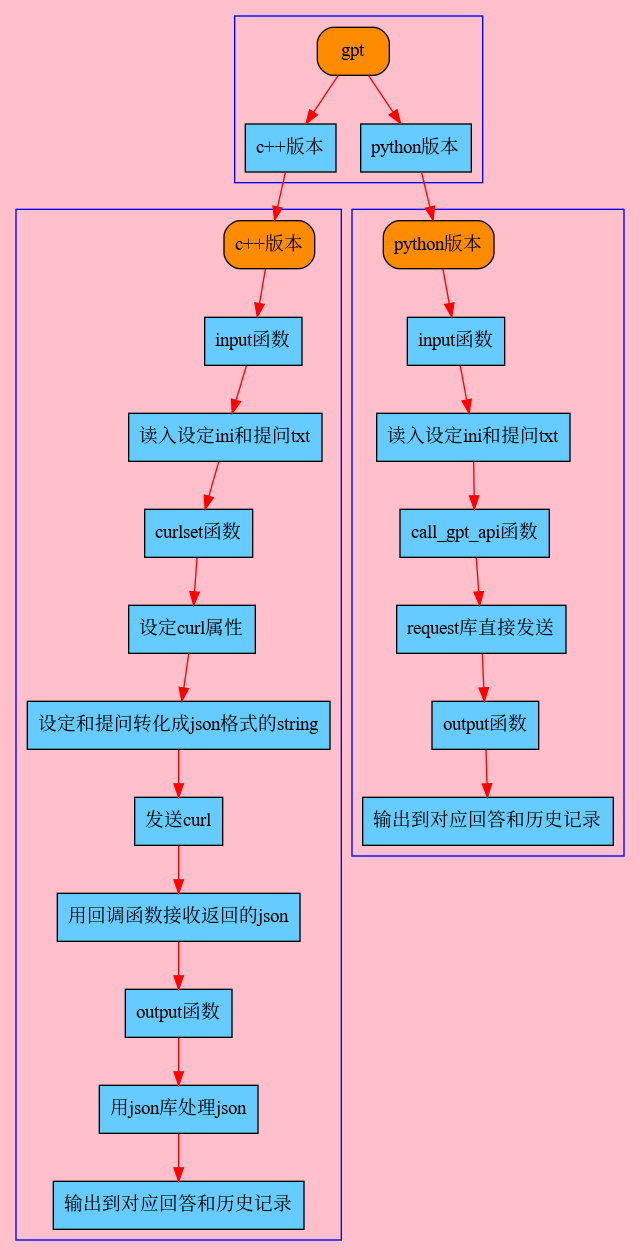 gpt
c++版本
python版本
c++版本
input函数
读入设定ini和提问txt
curlset函数
设定curl属性
设定和提问转化成json格式的string
发送curl
用回调函数接收返回的json
output函数
用json库处理json
输出到对应回答和历史记录
python版本
input函数
读入设定ini和提问txt
call_gpt_api函数
request库直接发送
output函数
输出到对应回答和历史记录